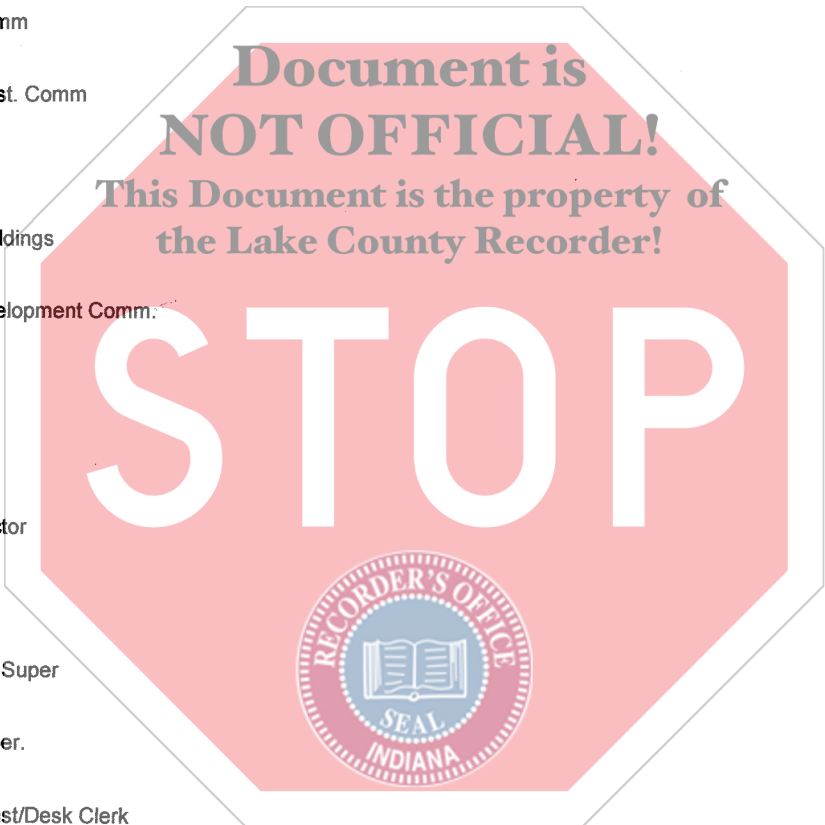 mm
Document is
st. Comm
NOT OFFICIAL!
This Document is the property of
ldings
the Lake County Recorder!
elopment Comm.
STOP
tor
RECORDER'S OFFICE
Super
SEAL
er.
INDIANA
st/Desk Clerk